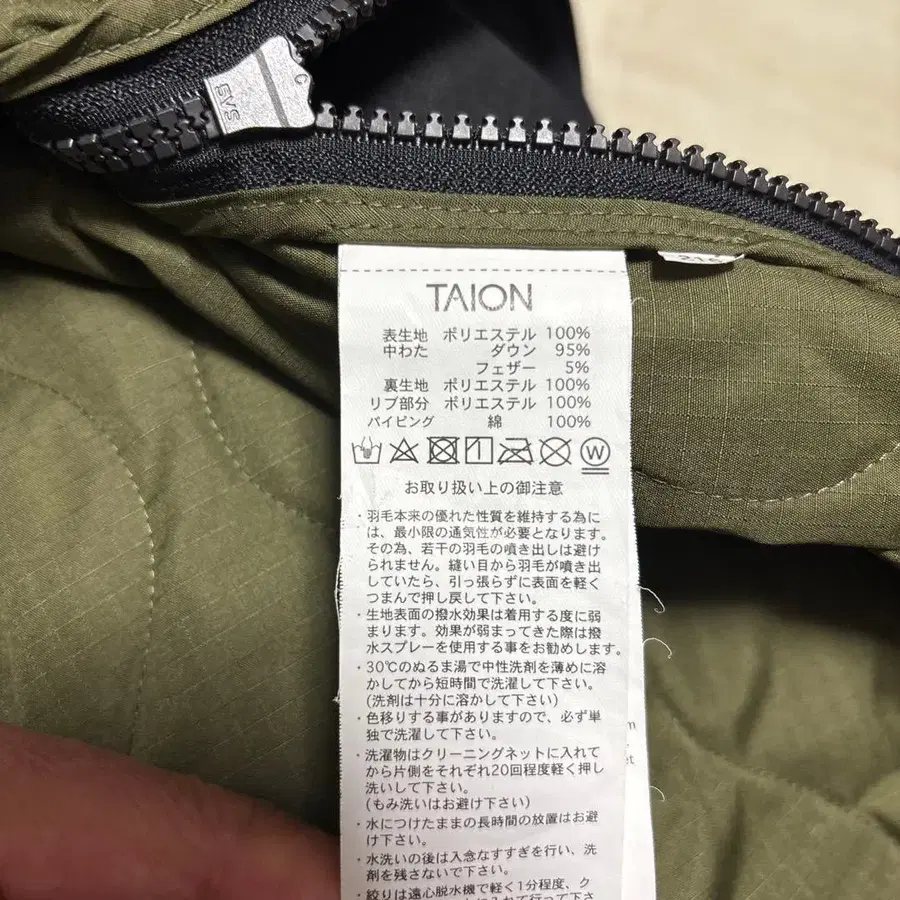 SAS
TAION
表生地 ポリエステル 100%
中わた ダウン 95%
フェザー 5%
裏生地 ポリエステル 100%
リブ部分 ポリエステル 100%
パイピング 綿 100%
W
お取り扱い上の御注意
・羽毛本来の優れた性質を維持する為に
は、最小限の通気性が必要となります。
その為、若干の羽毛の噴き出しは避け
られません。縫い目から羽毛が噴き出
していたら、引っ張らずに表面を軽く
つまんで押し戻して下さい。
・生地表面の撥水効果は着用する度に弱
まります。効果が弱まってきた際は撥
水スプレーを使用する事をお勧めします。
・30℃のぬるま湯で中性洗剤を薄めに溶
かしてから短時間で洗濯して下さい。
(洗剤は十分に溶かして下さい)
・色移りする事がありますので、必ず単
独で洗濯して下さい。
・洗濯物はクリーニングネットに入れて
から片側をそれぞれ20回程度軽く押し
洗いして下さい。
(もみ洗いはお避け下さい)
・水につけたままの長時間の放置はお避け
下さい。
・水洗いの後は入念なすすぎを行い、洗
剤を残さないで下さい。
・絞りは遠心脱水機で軽く1分程度、ク